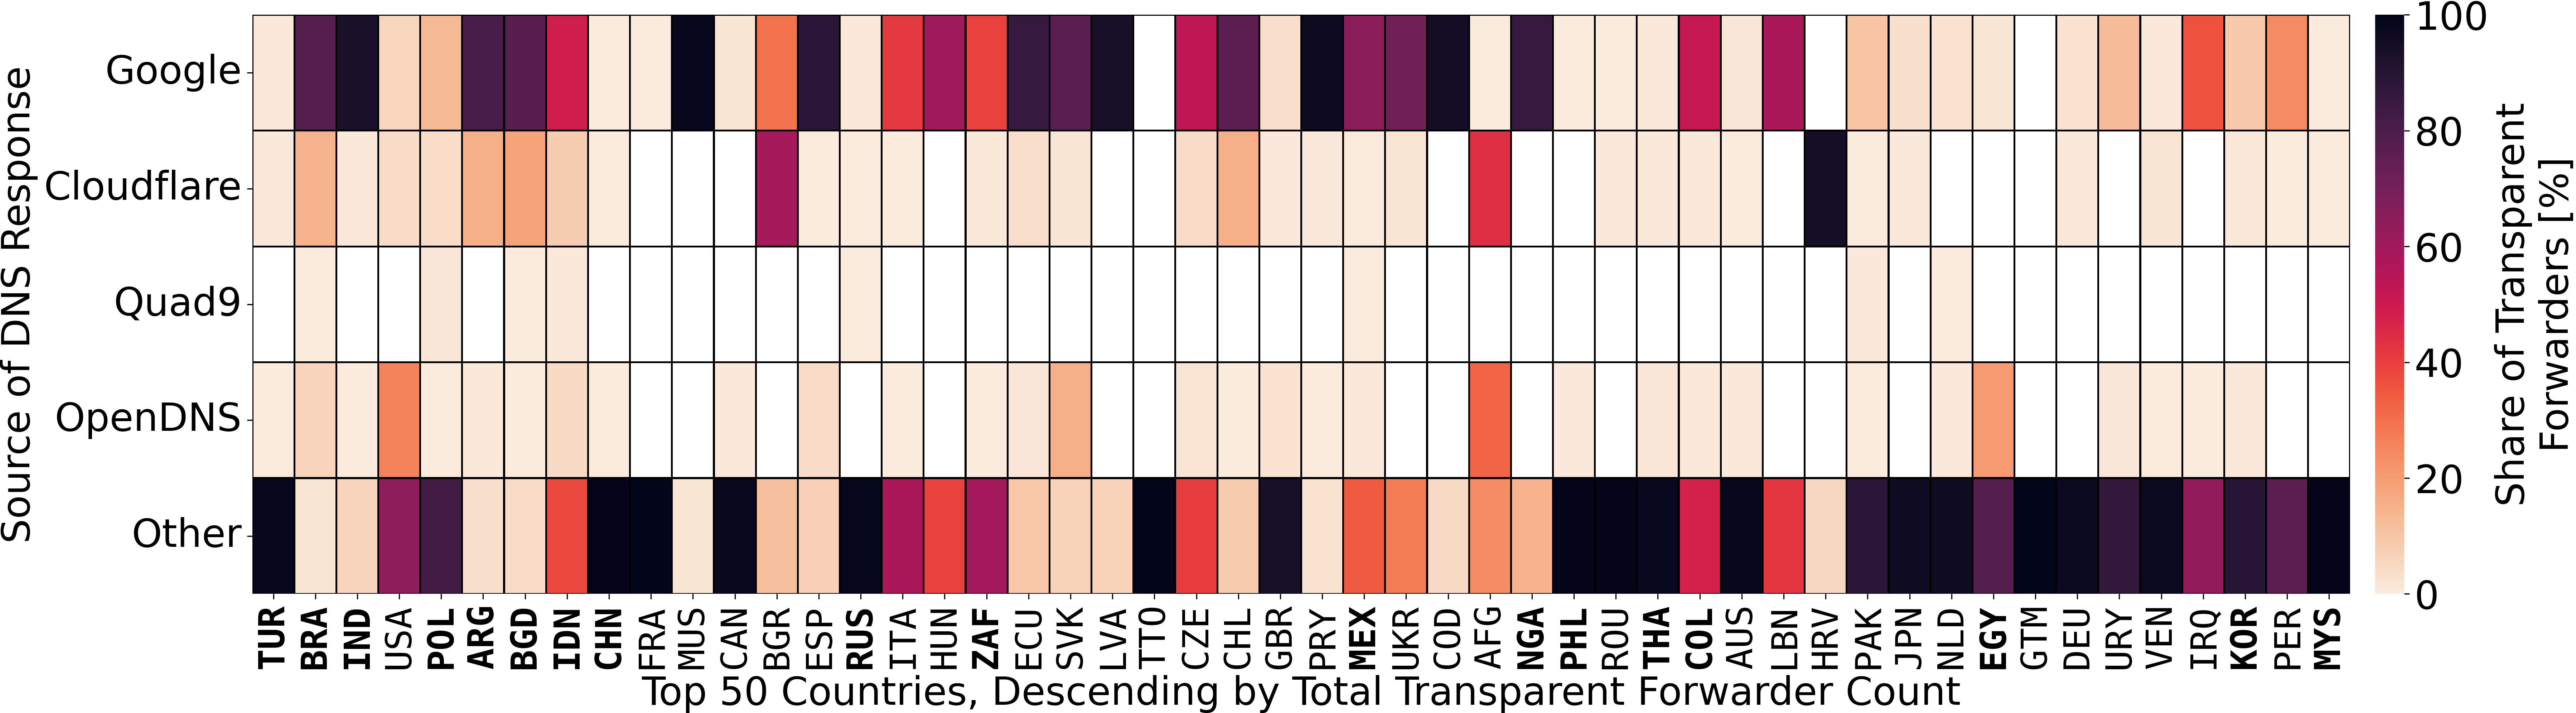 Source of DNS Response
Google
Cloudflare
Quad9
OpenDNS
Other
TUR BRA IND USA POL ARG BGD IDN CHN FRA MUS CAN BGR ESP RUS ITA HUN ZAF ECU SVK LVA TTO CZE CHL GBR PRY MEX UKR COD AFG NGA PHL ROU THA COL AUS LBN HRV PAK JPN NLD EGY GTM DEU URY VEN IRQ KOR PER MYS
Top 50 Countries, Descending by Total Transparent Forwarder Count
100
80
60
40
20
0
Share of Transparent
Forwarders [%]